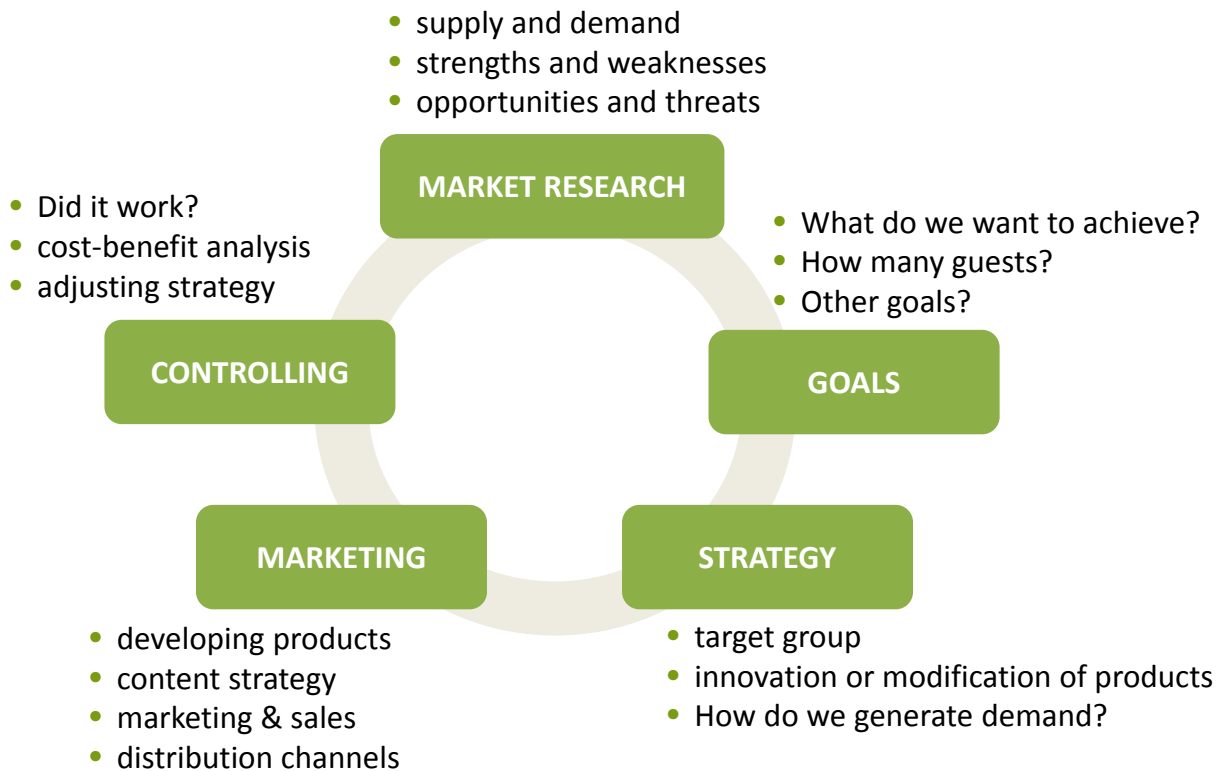 • supply and demand
• strengths and weaknesses
• opportunities and threats
MARKET RESEARCH
• What do we want to achieve?
• How many guests?
• Other goals?
GOALS
STRATEGY
• target group
• innovation or modification of products
• How do we generate demand?
MARKETING
• developing products
• content strategy
• marketing & sales
• distribution channels
• Did it work?
• cost-benefit analysis
• adjusting strategy
CONTROLLING